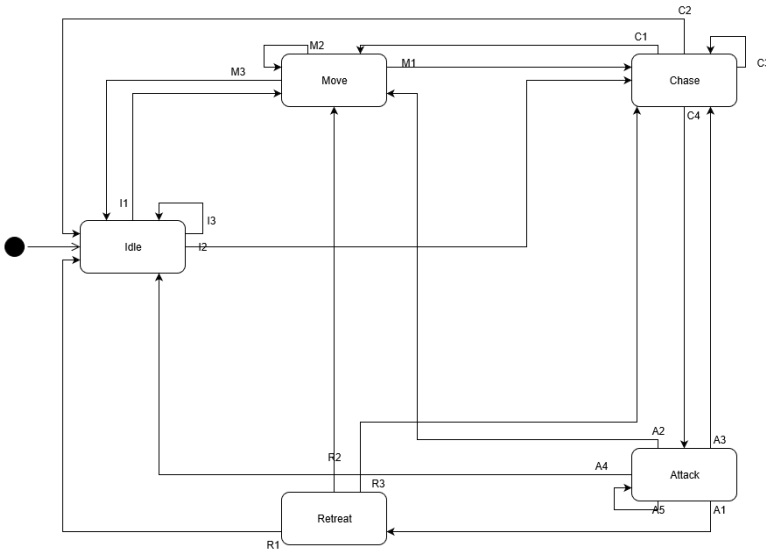 C2
C1
M2
M1
C3
M3
Move
Chase
C4
I1
I3
I2
Idle
A2
A3
R2
A4
Attack
R3
A5
A1
Retreat
R1